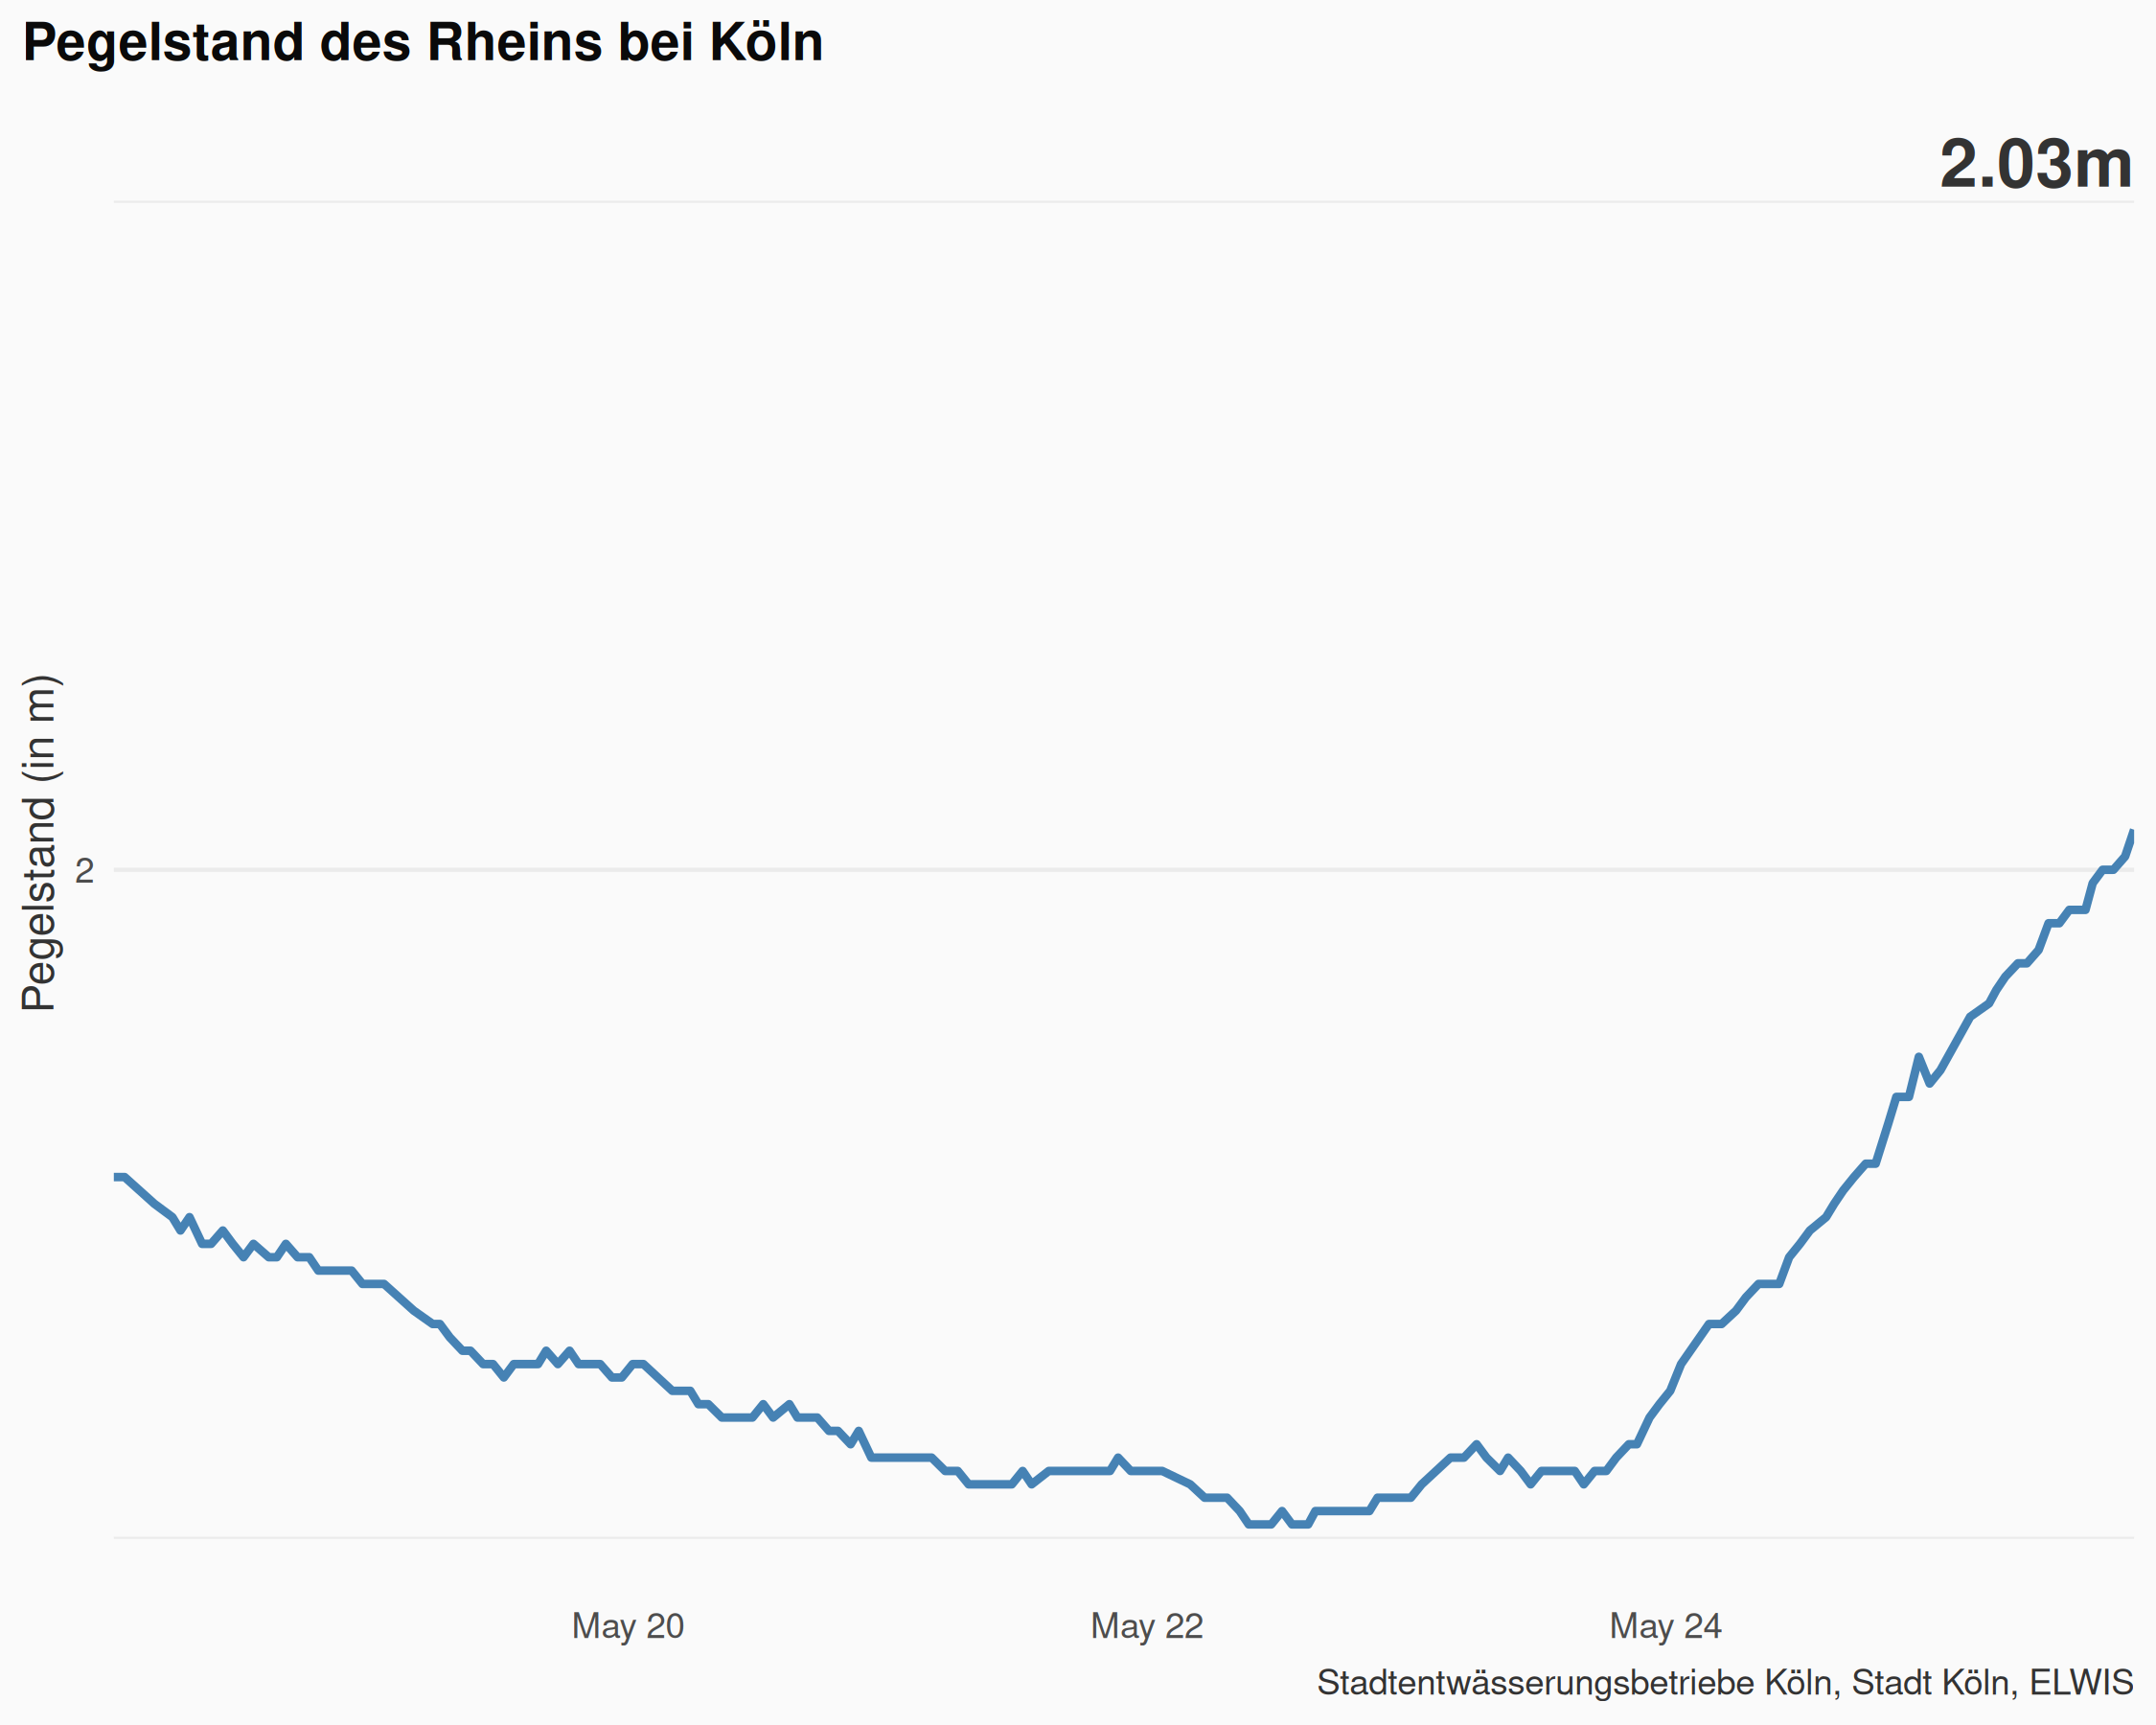 Pegelstand des Rheins bei Köln
2.03m
Pegelstand (in m)
2
May 20
May 22
May 24
Stadtentwässerungsbetriebe Köln, Stadt Köln, ELWIS